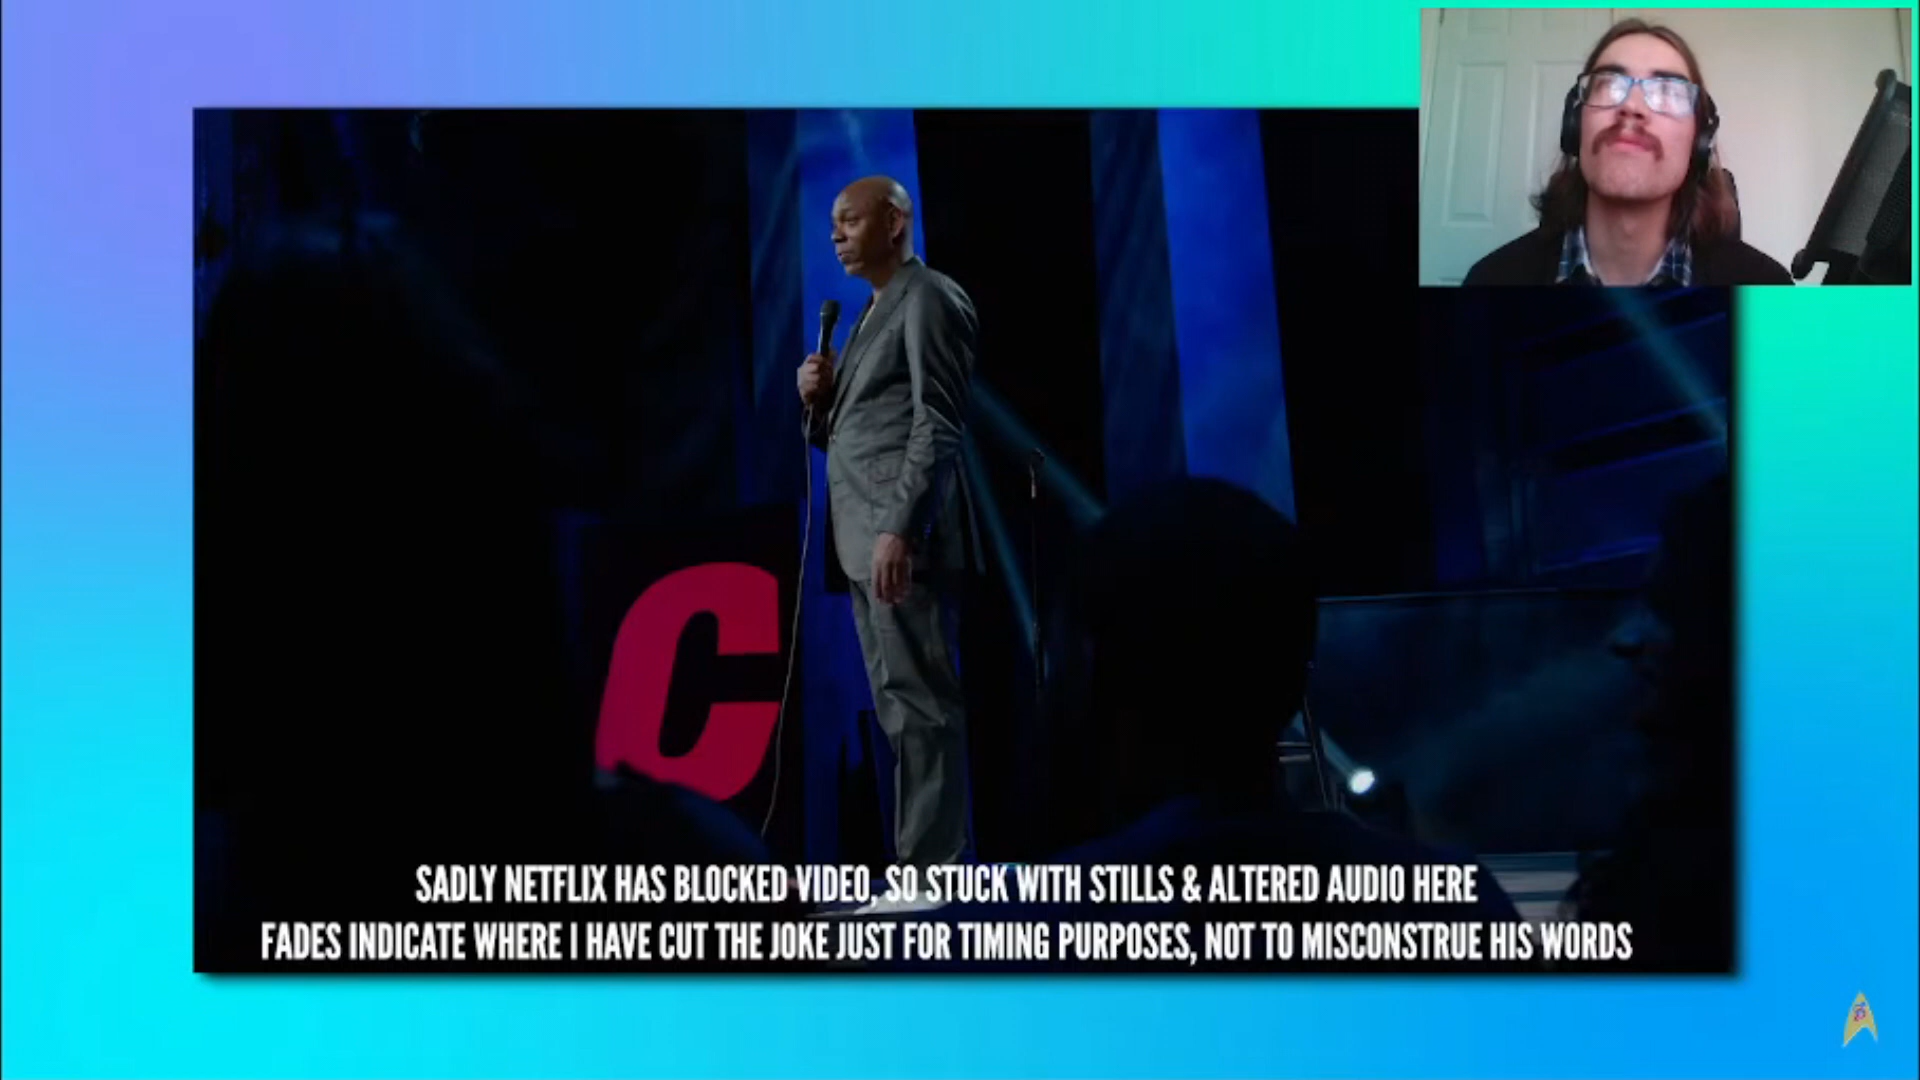 C
SADLY NETFLIX HAS BLOCKED VIDEO, SO STUCK WITH STILLS & ALTERED AUDIO HERE
FADES INDICATE WHERE I HAVE CUT THE JOKE JUST FOR TIMING PURPOSES, NOT TO MISCONSTRUE HIS WORDS